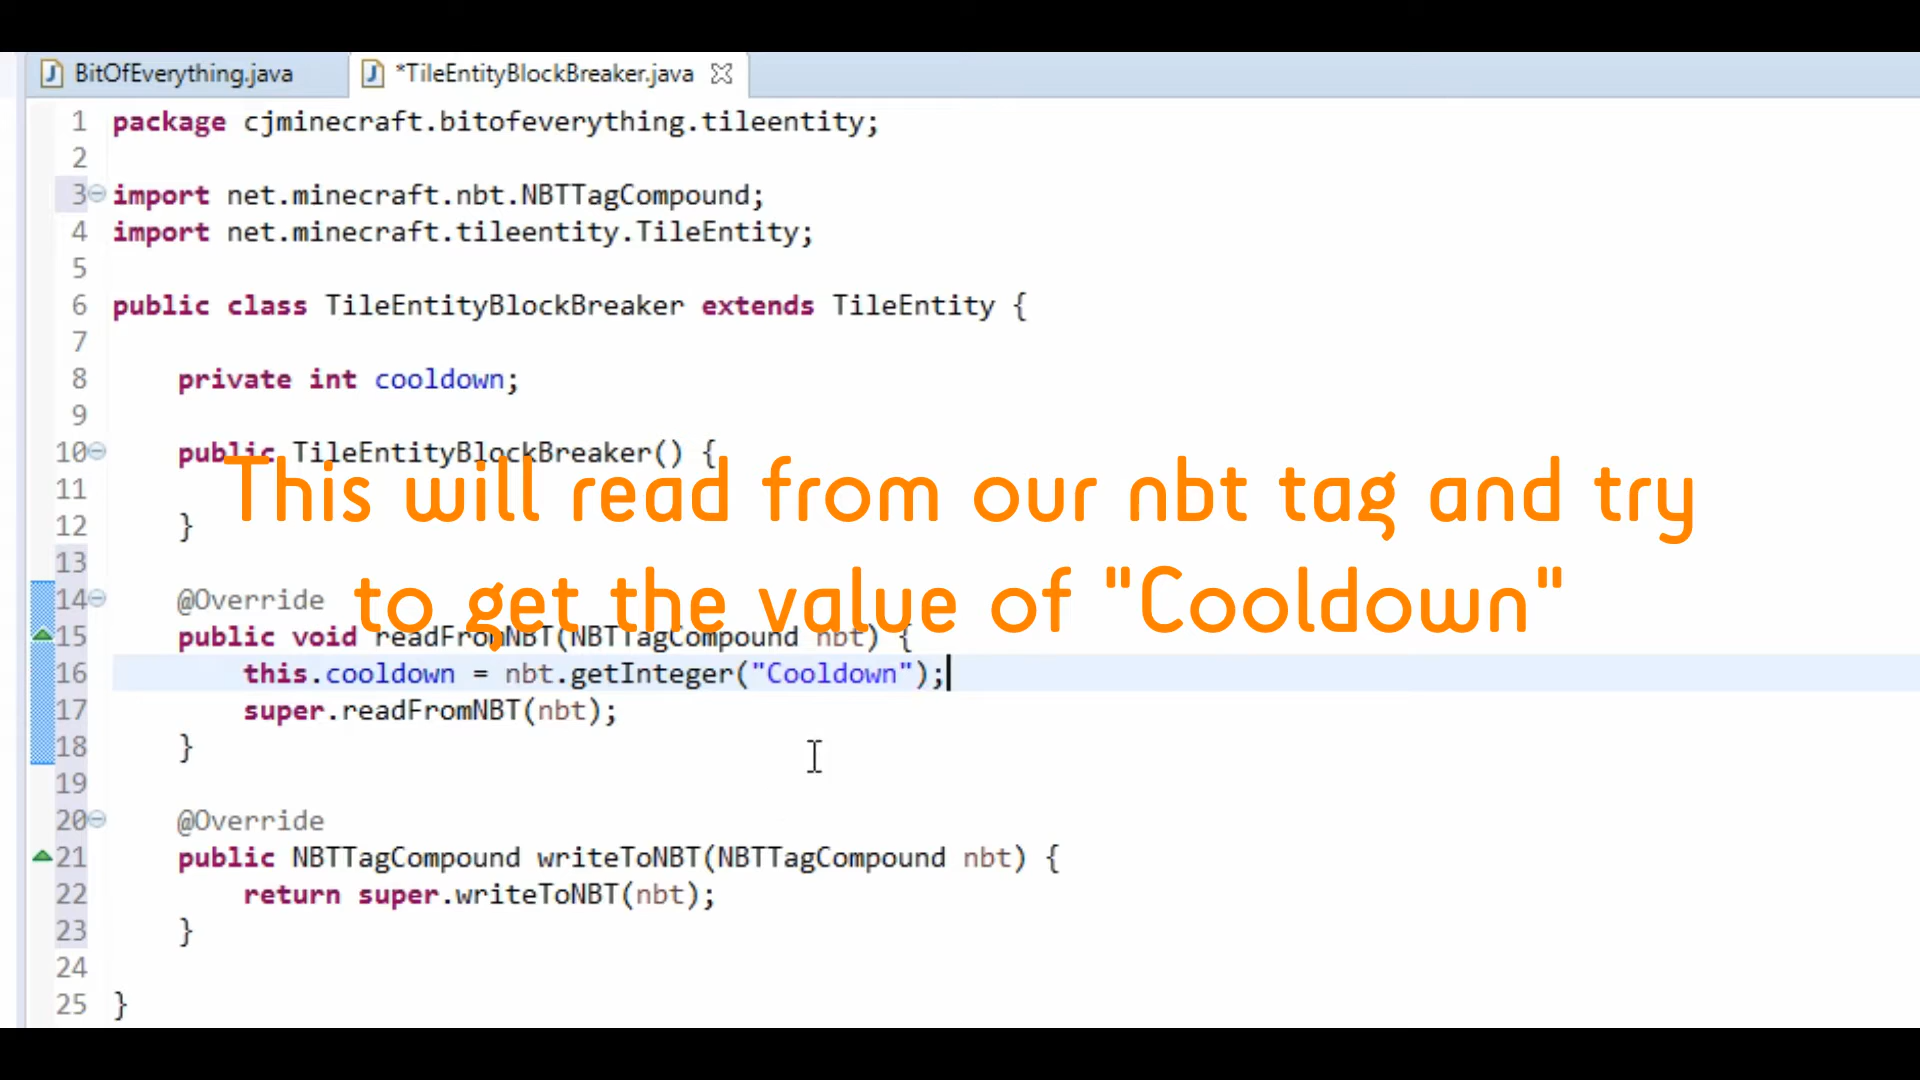 BitOfEverything.java
*TileEntityBlockBreaker.java
1 package cjminecraft.bitofeverything.tileentity;
2
3 import net.minecraft.nbt.NBTTagCompound;
4 import net.minecraft.tileentity.TileEntity;
5
6 public class TileEntityBlockBreaker extends TileEntity {
7
8 private int cooldown;
9
10 public TileEntityBlockBreaker() {
11
12 }
13
14 @Override
15 public void readFromNBT(NBTTagCompound nbt) {
16 this.cooldown = nbt.getInteger("Cooldown");
17 super.readFromNBT(nbt);
18 }
19
20 @Override
21 public NBTTagCompound writeToNBT(NBTTagCompound nbt) {
22 return super.writeToNBT(nbt);
23 }
24
25 }
This will read from our nbt tag and try
to get the value of "Cooldown"